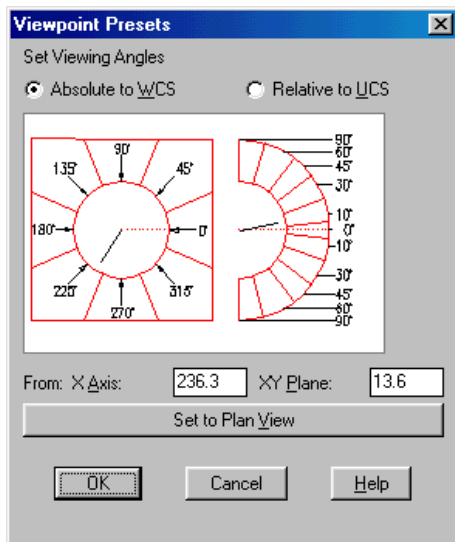 Viewpoint Presets
Set Viewing Angles
Absolute to WCS
Relative to UCS
90°
135°
45°
180°
0°
225°
315°
270°
90°
60°
45°
30°
10°
0°
10°
30°
45°
60°
90°
From: X Axis: 236.3 XY Plane: 13.6
Set to Plan View
OK Cancel Help